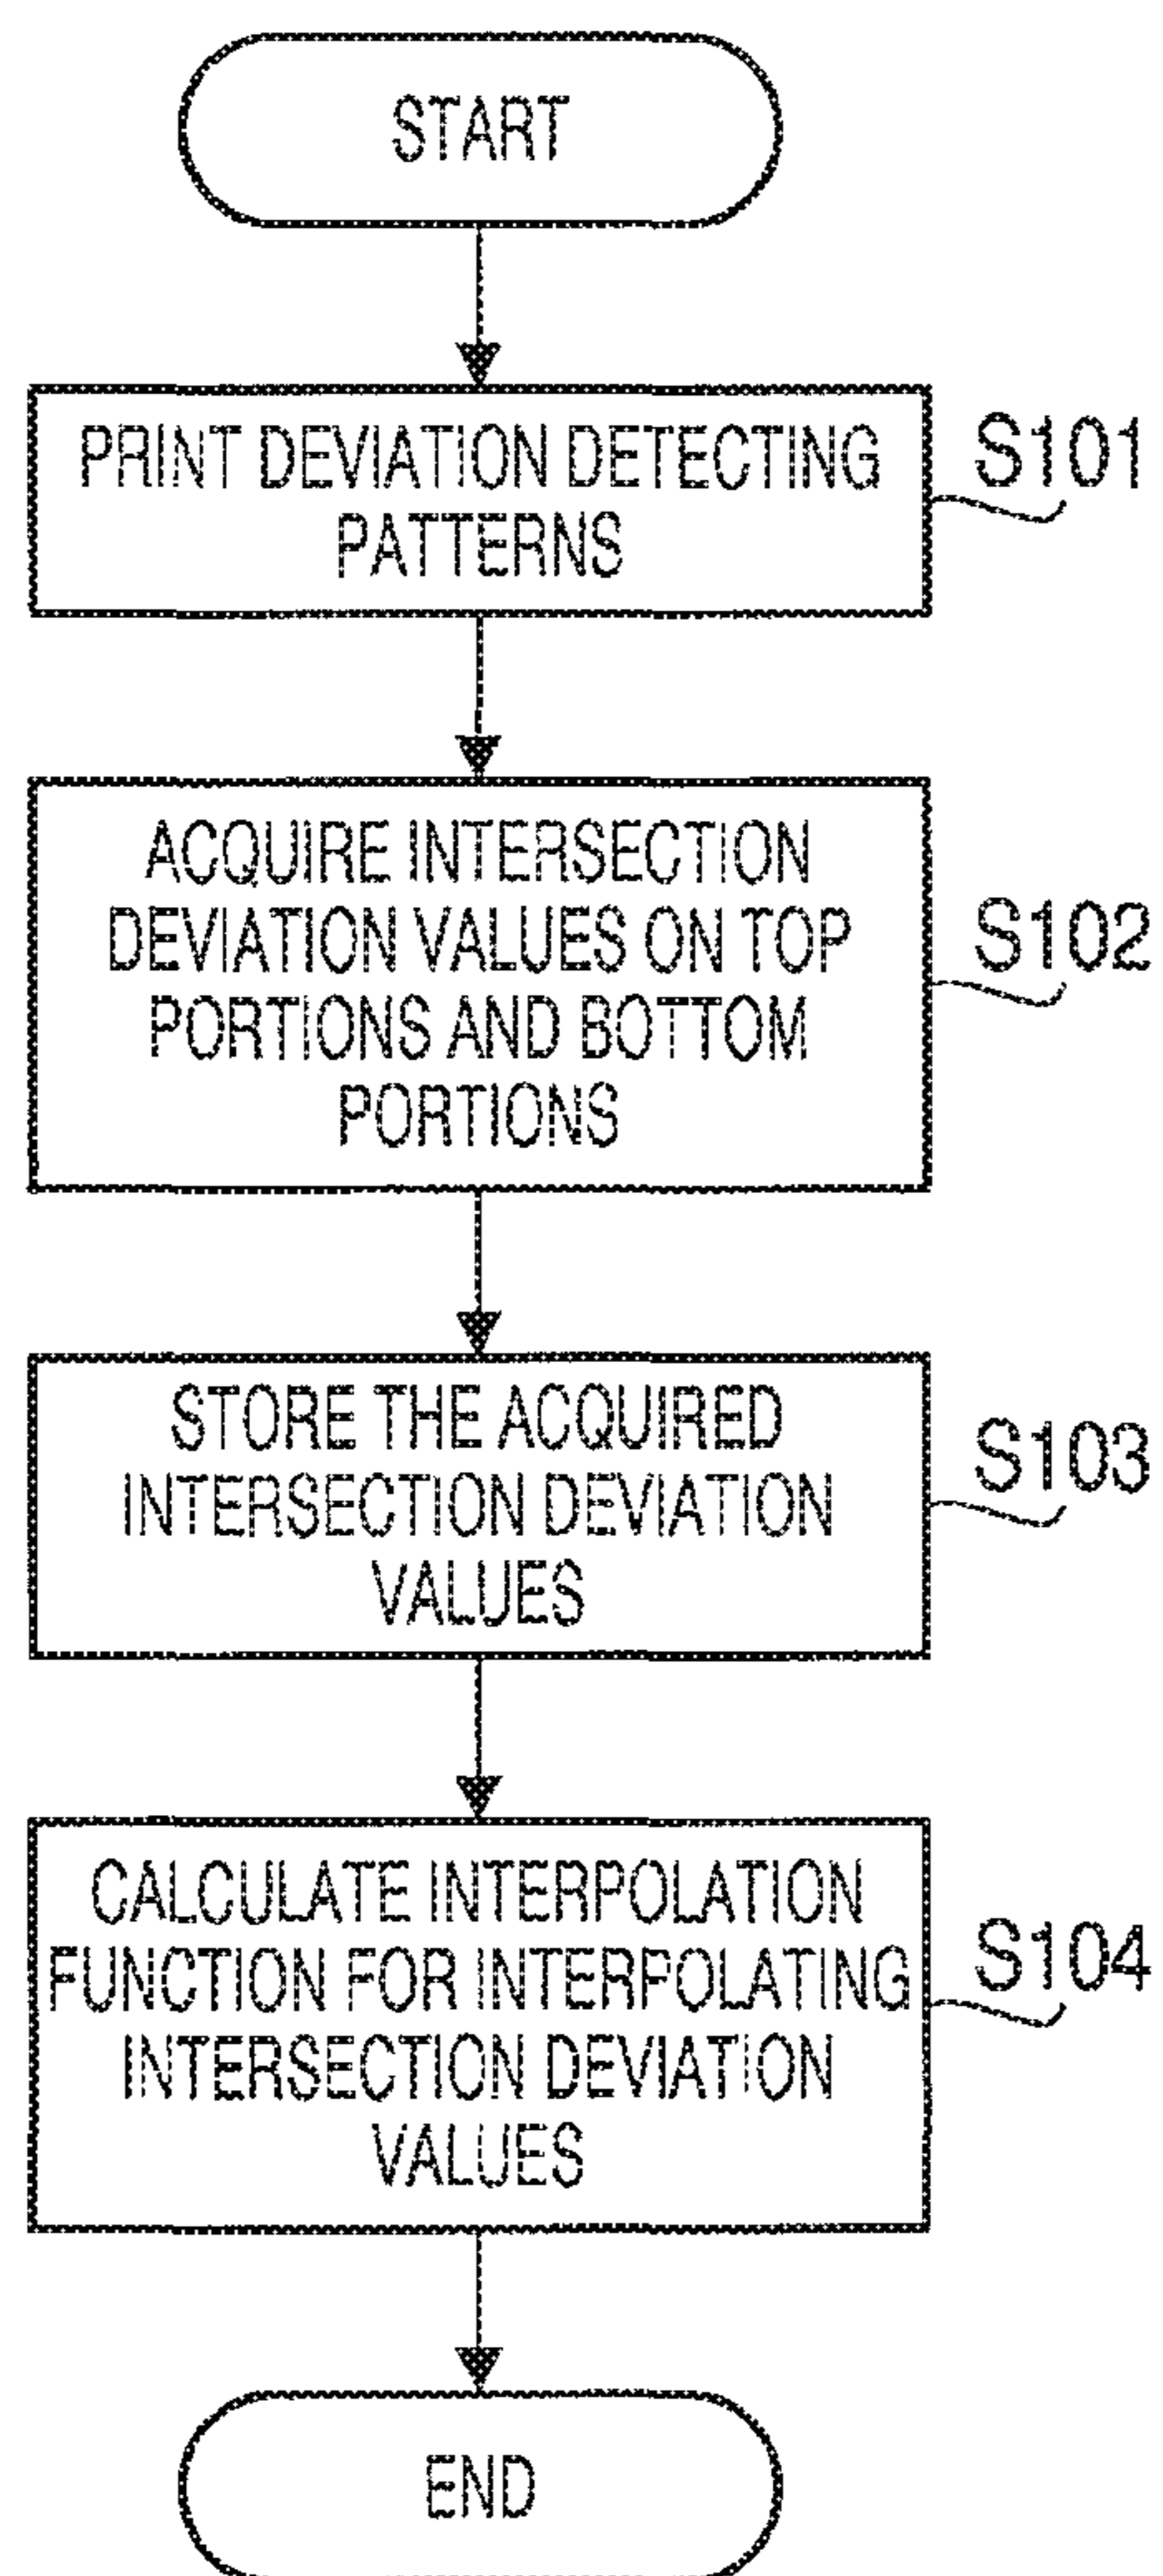 START
PRINT DEVIATION DETECTING
PATTERNS
S101
ACQUIRE INTERSECTION
DEVIATION VALUES ON TOP
PORTIONS AND BOTTOM
PORTIONS
S102
STORE THE ACQUIRED
INTERSECTION DEVIATION
VALUES
S103
CALCULATE INTERPOLATION
FUNCTION FOR INTERPOLATING
INTERSECTION DEVIATION
VALUES
S104
END